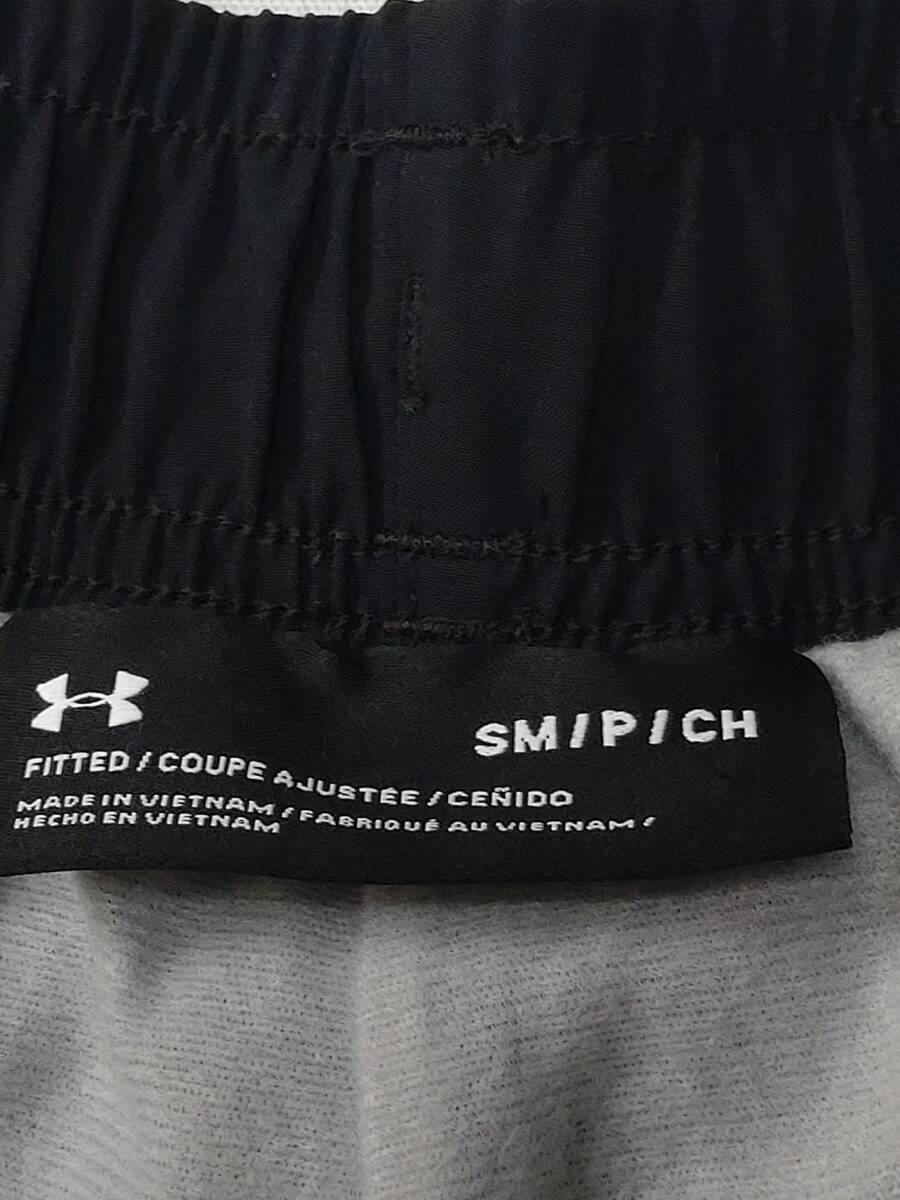 SM/P/CH
FITTED / COUPE AJUSTÉE / CEÑIDO
MADE IN VIETNAM / FABRIQUÉ AU VIETNAM /
HECHO EN VIETNAM